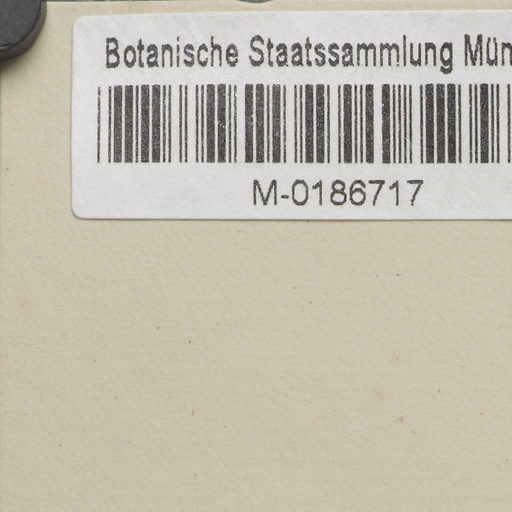 Botanische Staatssammlung Mün
M-0186717